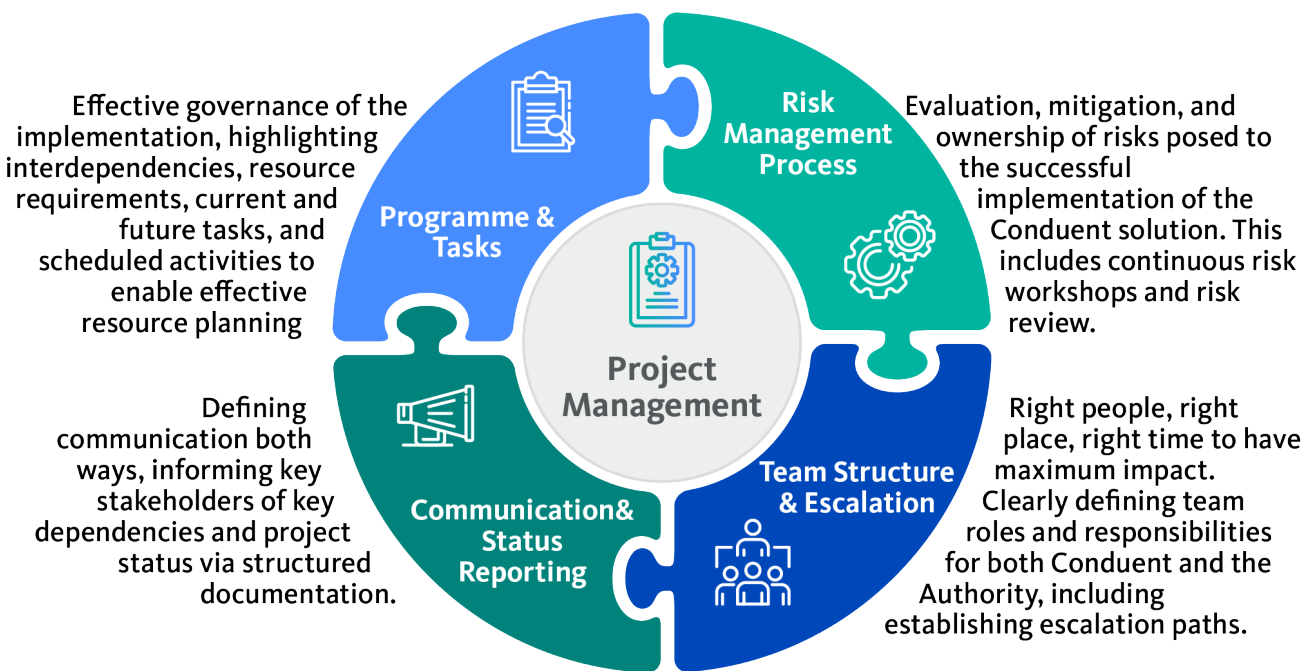 Effective governance of the
implementation, highlighting
interdependencies, resource
requirements, current and
future tasks, and
scheduled activities to
enable effective
resource planning
Programme &
Tasks
Risk
Management
Process
Evaluation, mitigation, and
ownership of risks posed to
the successful
implementation of the
Conduent solution. This
includes continuous risk
workshops and risk
review.
Project
Management
Defining
communication both
ways, informing key
stakeholders of key
dependencies and project
status via structured
documentation.
Communication&
Status
Reporting
Team Structure
& Escalation
Right people, right
place, right time to have
maximum impact.
Clearly defining team
roles and responsibilities
for both Conduent and the
Authority, including
establishing escalation paths.